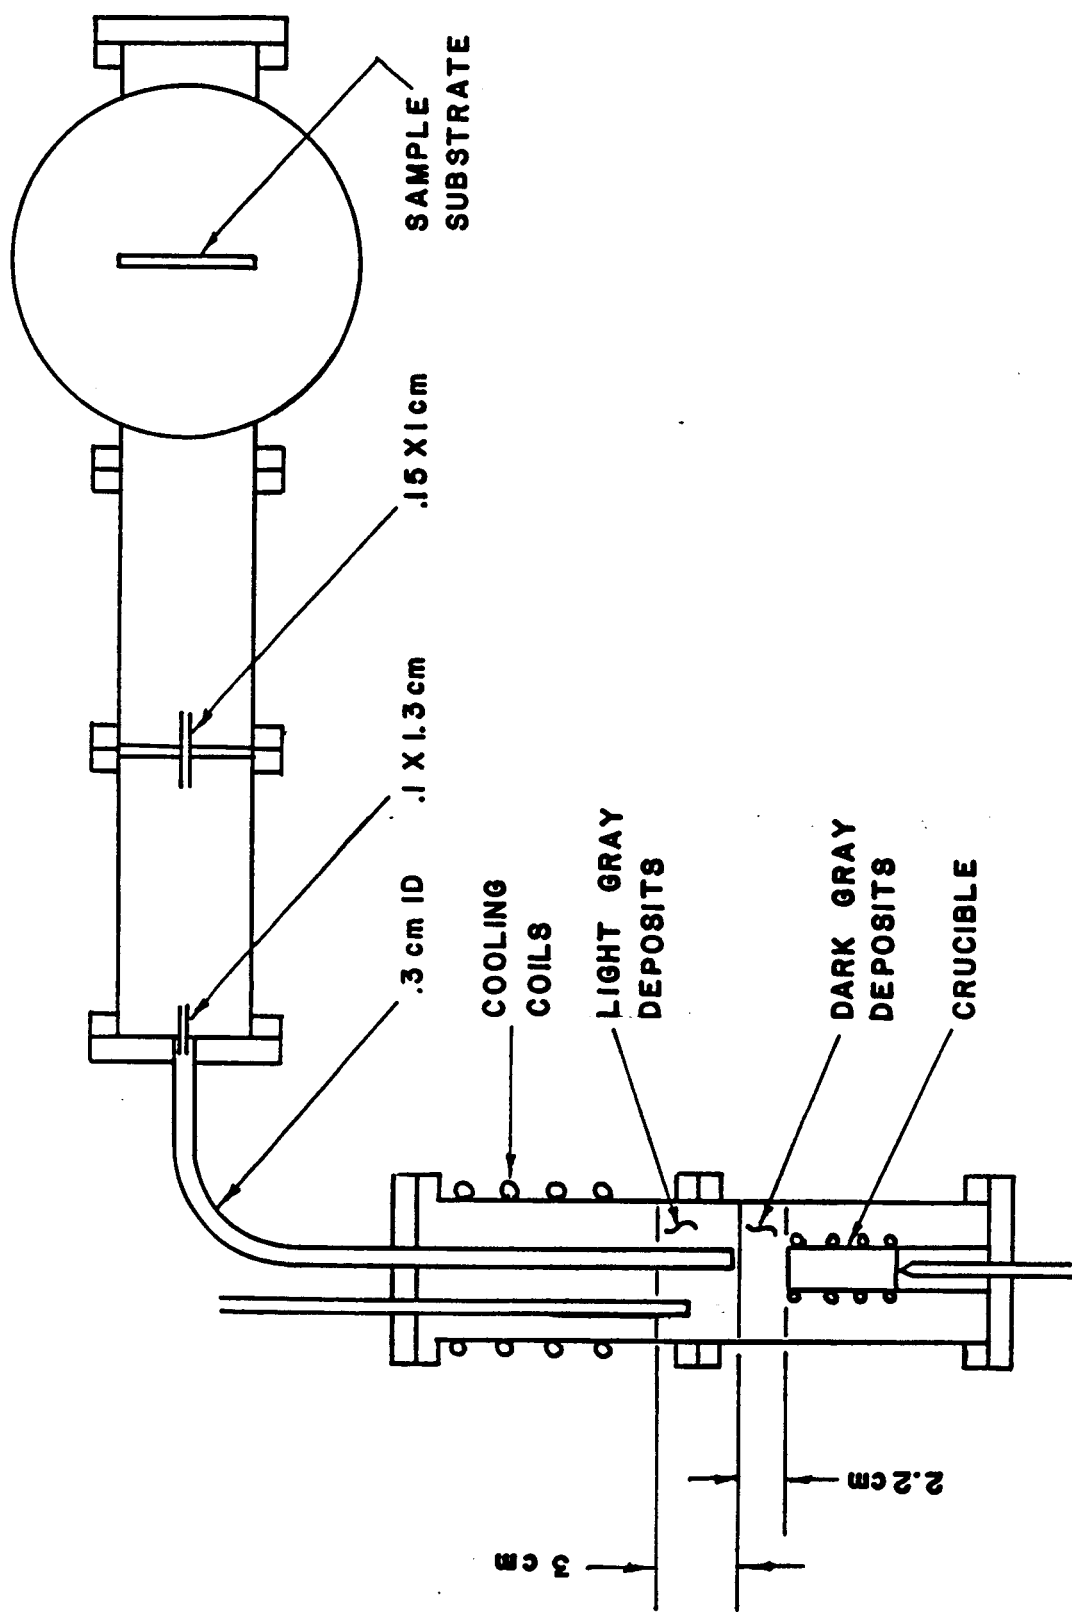 SAMPLE
SUBSTRATE
.15 X 1 cm
.1 X 1.3 cm
.3 cm ID
COOLING
COILS
LIGHT GRAY
DEPOSITS
DARK GRAY
DEPOSITS
CRUCIBLE
2.2 cm
3 cm